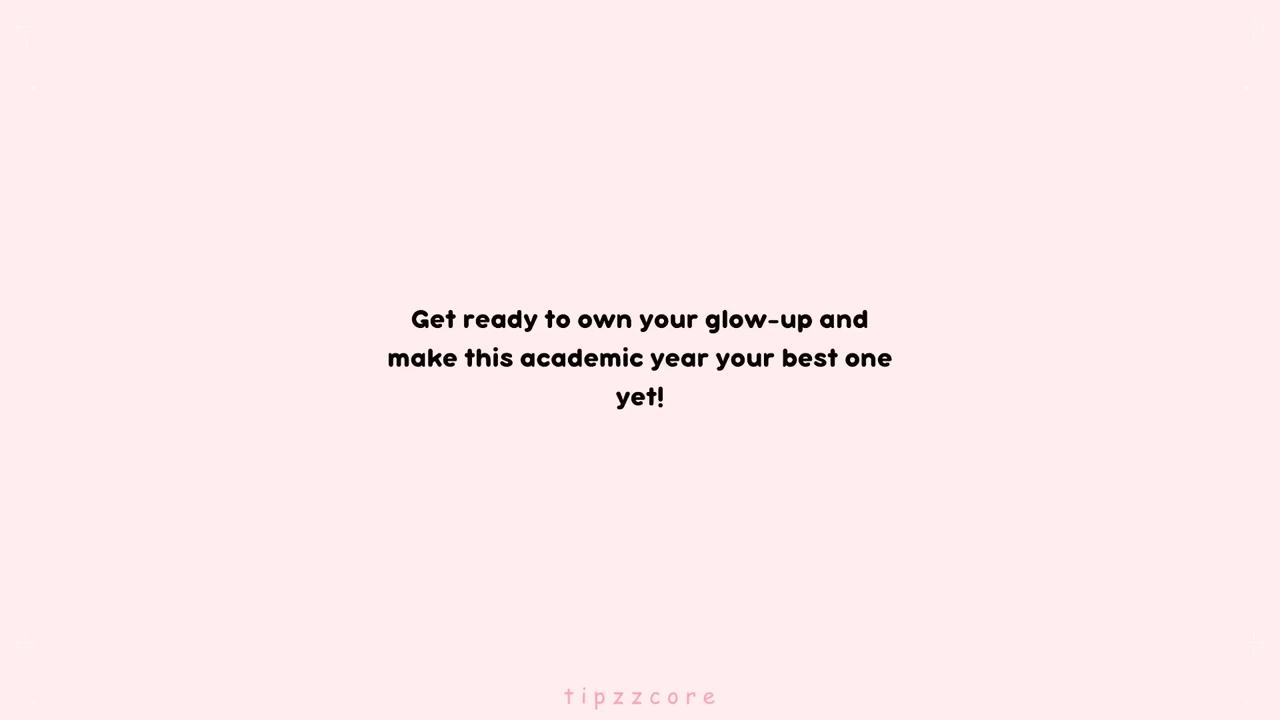 Get ready to own your glow-up and
make this academic year your best one
yet!
tipzzcore